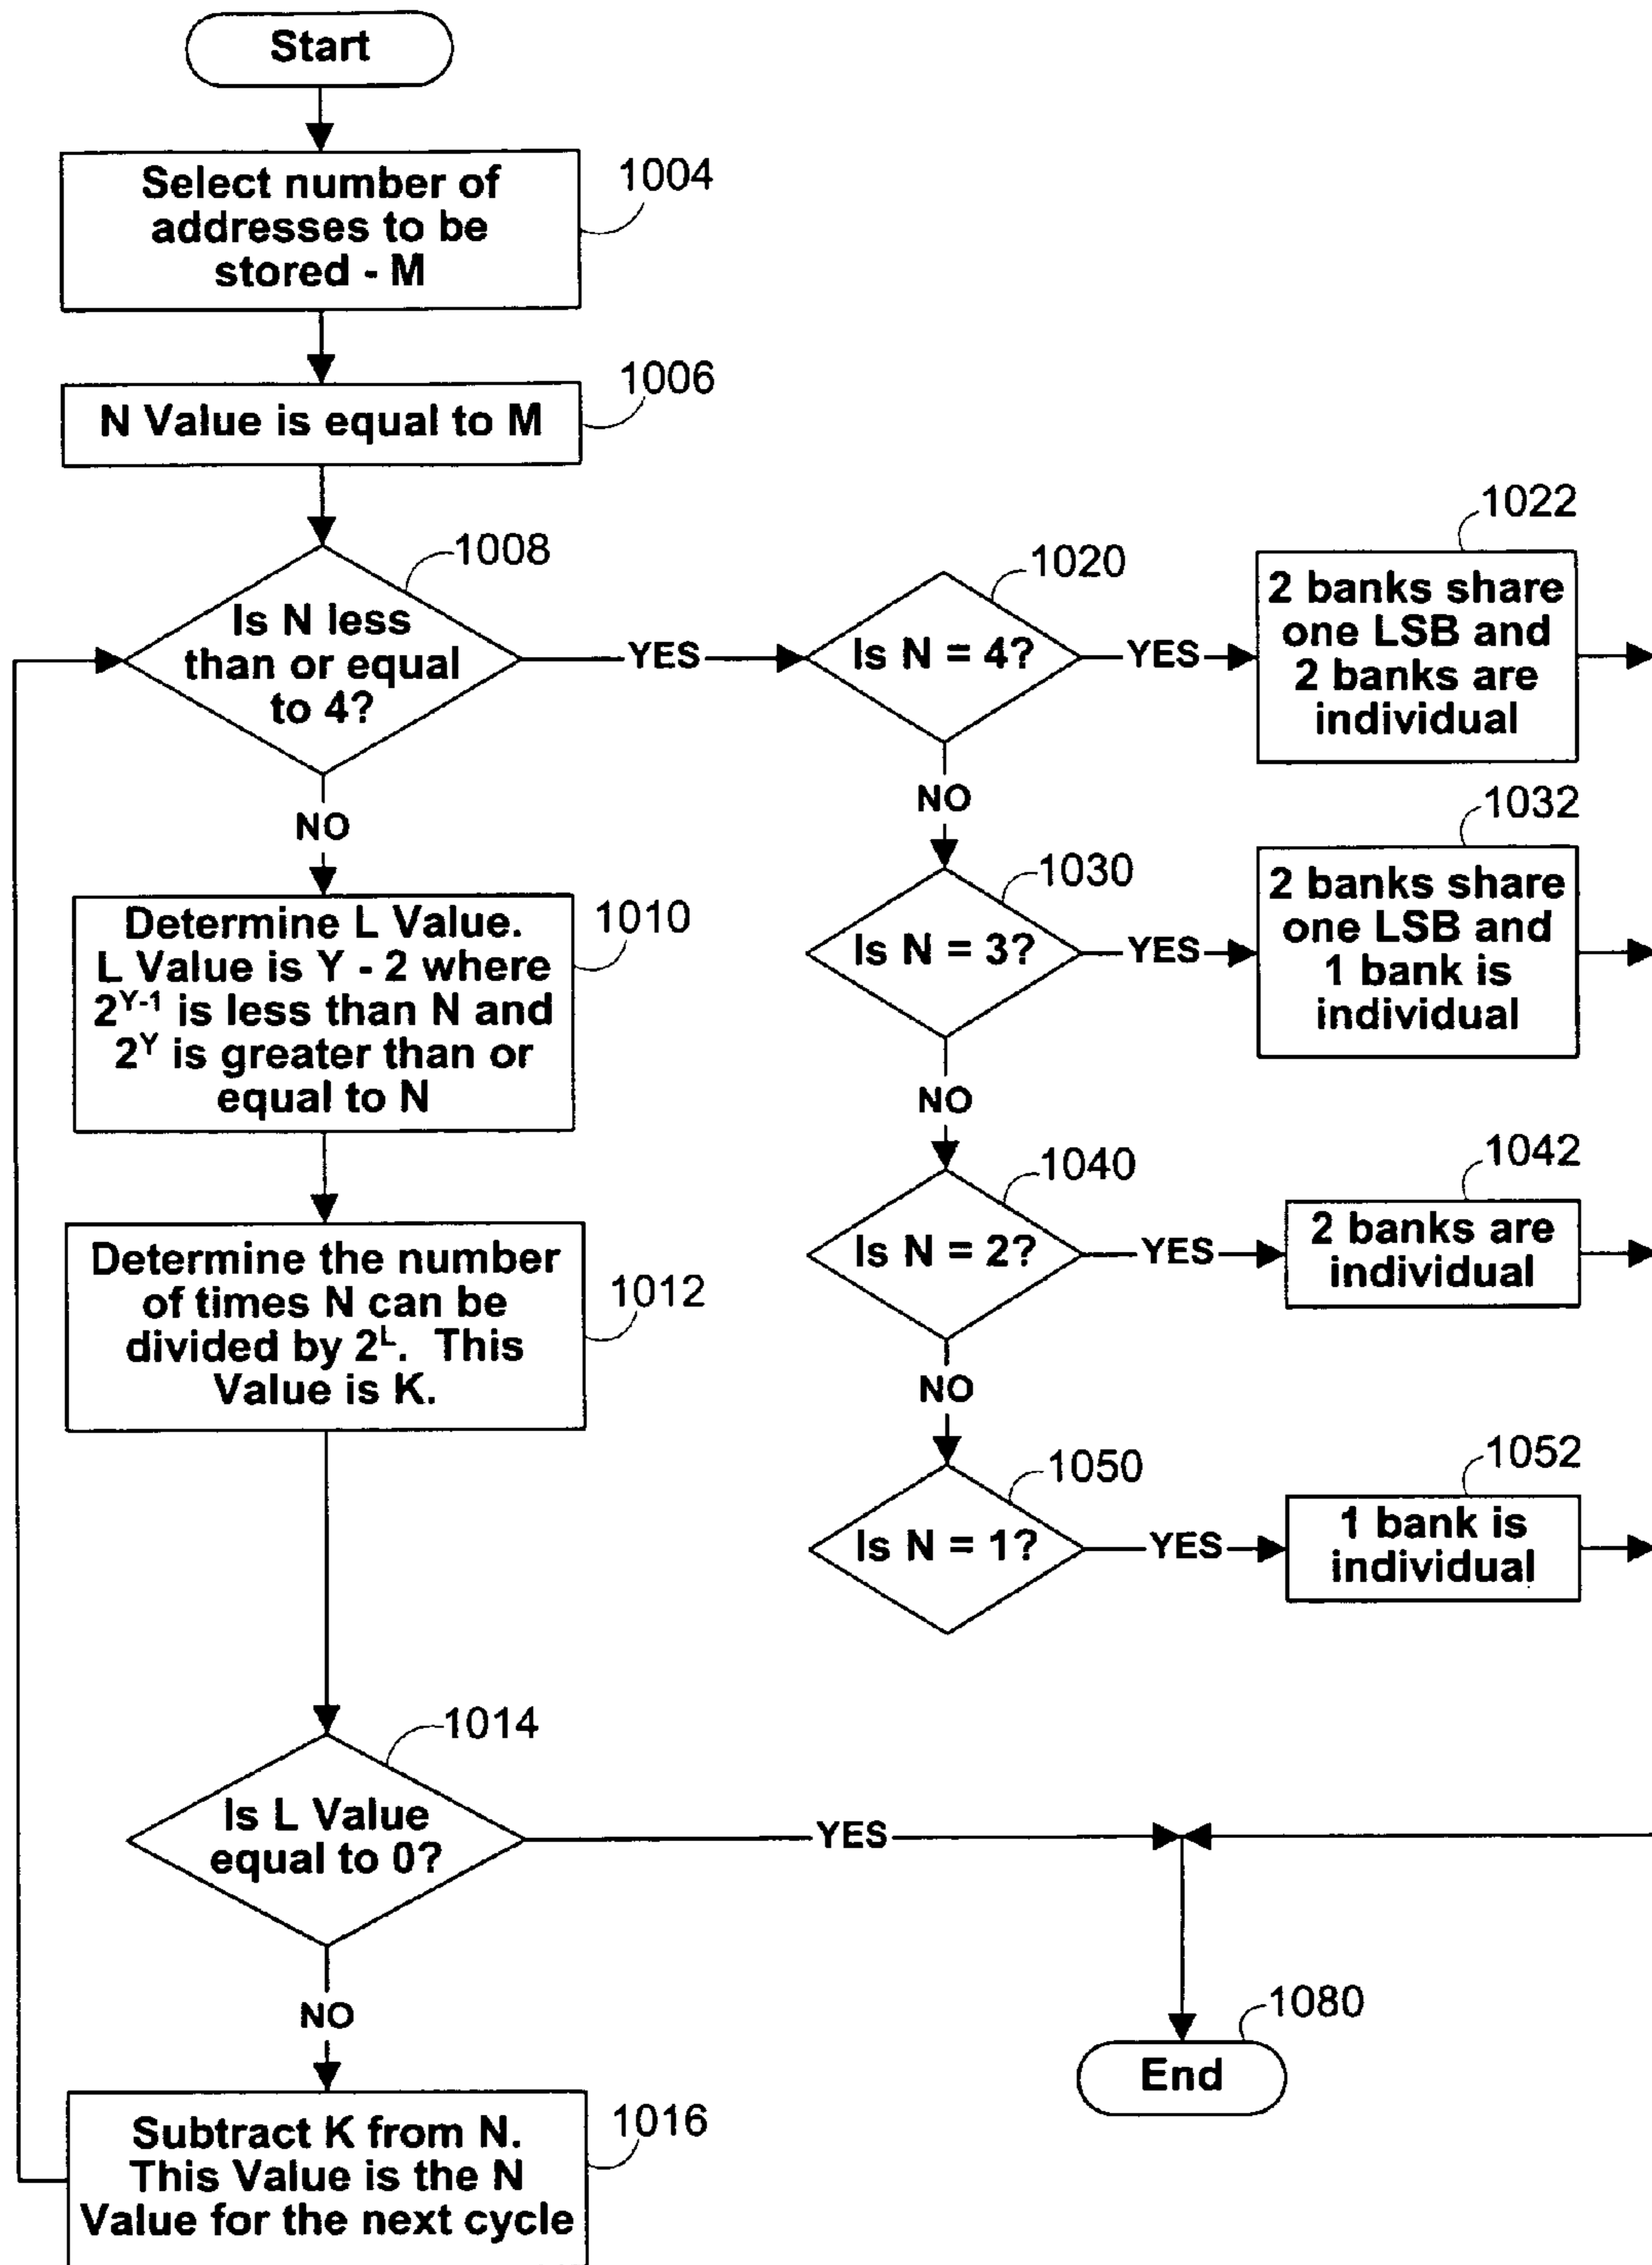 Start
Select number of
addresses to be
stored - M
1004
N Value is equal to M
1006
Is N less
than or equal
to 4?
1008
YES
NO
Is N = 4?
1020
YES
NO
2 banks share
one LSB and
2 banks are
individual
1022
Determine L Value.
L Value is Y - 2 where
2^Y-1 is less than N and
2^Y is greater than or
equal to N
1010
Is N = 3?
1030
YES
NO
2 banks share
one LSB and
1 bank is
individual
1032
Determine the number
of times N can be
divided by 2^L. This
Value is K.
1012
Is N = 2?
1040
YES
NO
2 banks are
individual
1042
Is N = 1?
1050
YES
1 bank is
individual
1052
Is L Value
equal to 0?
1014
YES
NO
End
1080
Subtract K from N.
This Value is the N
Value for the next cycle
1016